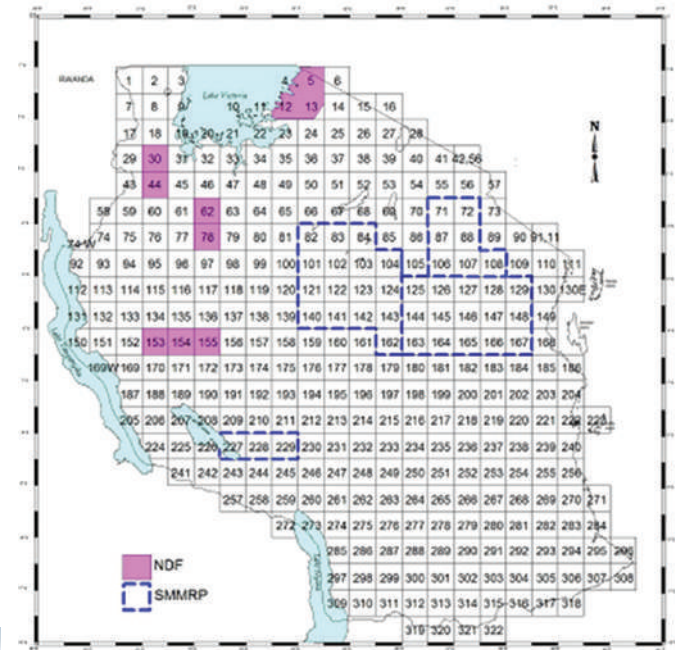 RWANDA
1 2 3 4 5 6
Lake Victoria
7 8 9 10 11 12 13 14 15 16
17 18 19 20 21 22 23 24 25 26 27 28
N
29 30 31 32 33 34 35 36 37 38 39 40 41 42,56
43 44 45 46 47 48 49 50 51 52 53 54 55 56 57
58 59 60 61 62 63 64 65 66 67 68 69 70 71 72 73
74W 74 75 76 77 78 79 80 81 82 83 84 85 86 87 88 89 90 91,11
92 93 94 95 96 97 98 99 100 101 102 103 104 105 106 107 108 109 110 111
112 113 114 115 116 117 118 119 120 121 122 123 124 125 126 127 128 129 130
131 132 133 134 135 136 137 138 139 140 141 142 143 144 145 146 147 148 149
150 151 152 153 154 155 156 157 158 159 160 161 162 163 164 165 166 167 168
169W 169 170 171 172 173 174 175 176 177 178 179 180 181 182 183 184 185 186
187 188 189 190 191 192 193 194 195 196 197 198 199 200 201 202 203 204
205 206 207 208 209 210 211 212 213 214 215 216 217 218 219 220 221 222 223
224 225 226 228 229 230 231 232 233 234 235 236 237 238 239 240
241 242 243 244 245 246 247 248 249 250 251 252 253 254 255 256
257 258 259 260 261 262 263 264 265 266 267 268 269 270 271
272 273 274 275 276 277 278 279 280 281 282 283 284
285 286 287 288 289 290 291 292 293 294 295 296
NDF
297 298 299 300 301 302 303 304 305 306 307 308
SMMRP
309 310 311 312 313 314 315 316 317 318
319 320 321 322